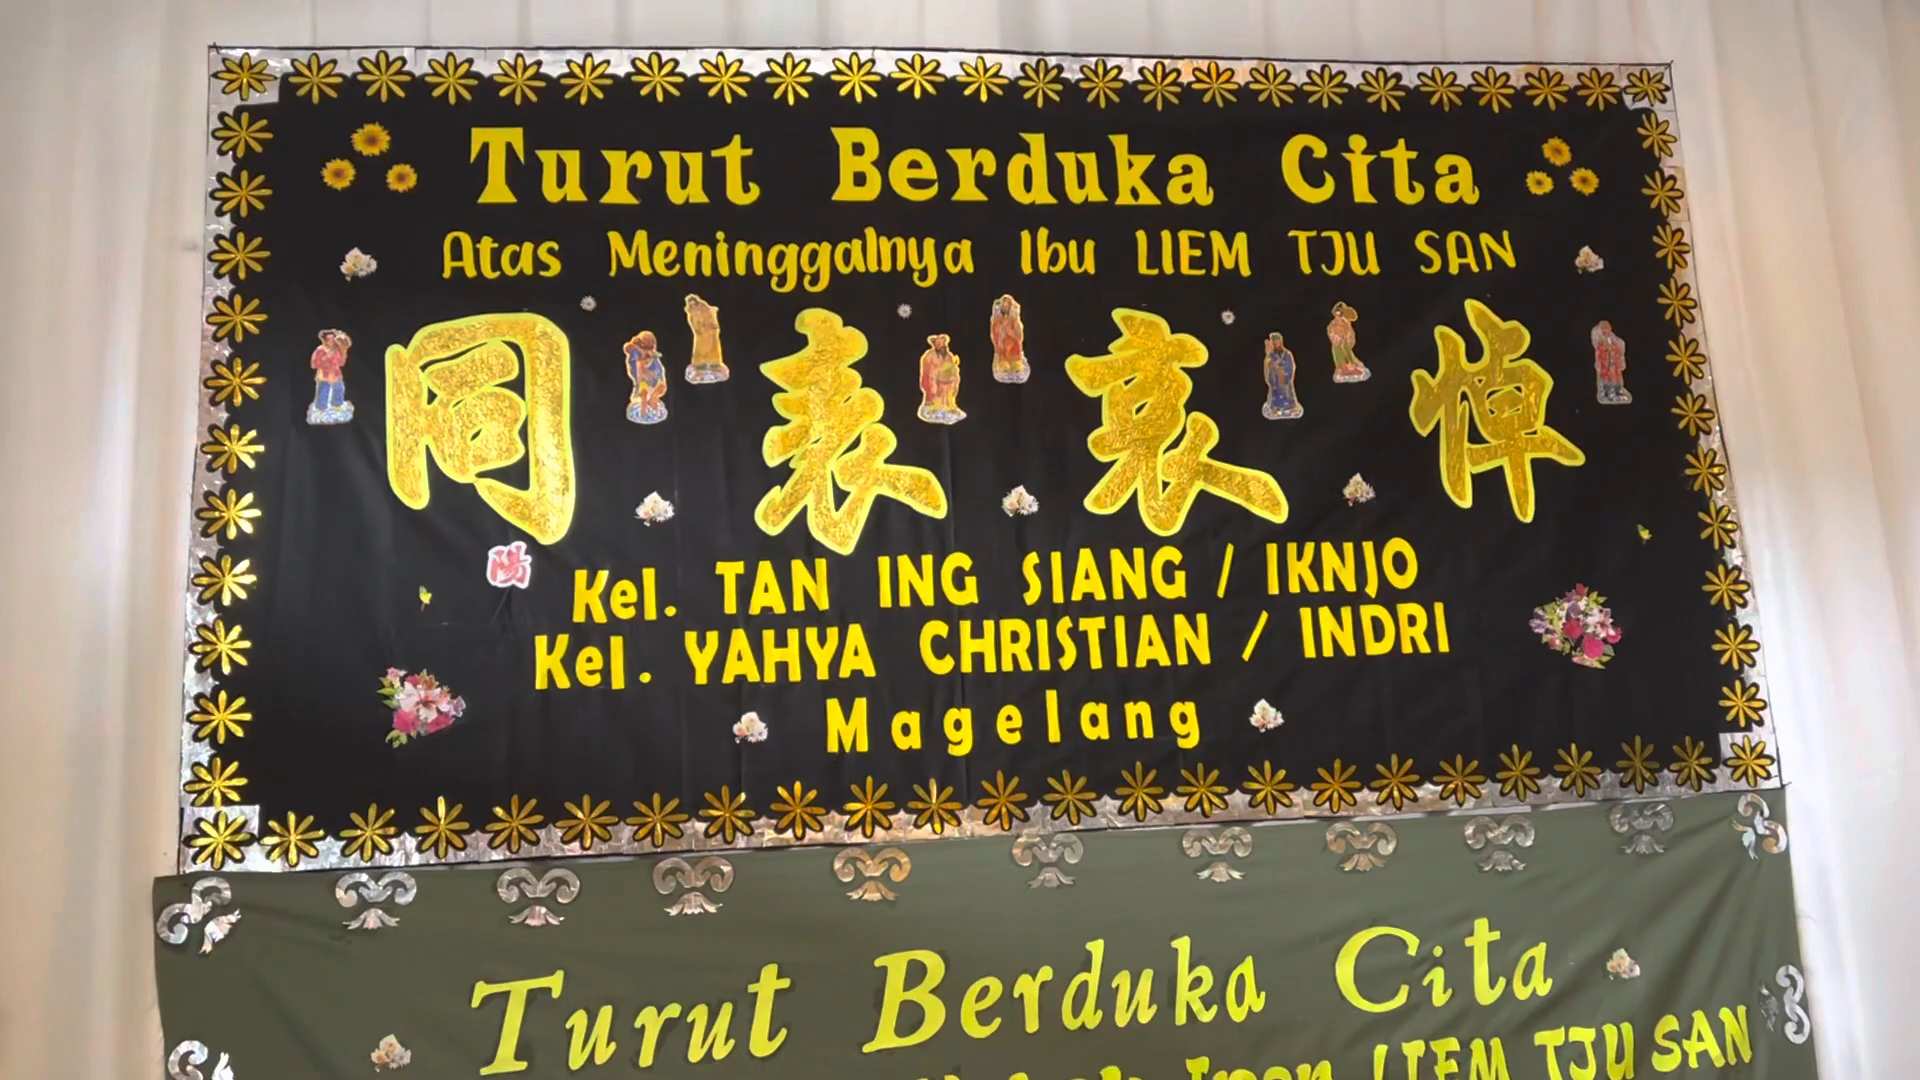 Turut Berduka Cita
Atas Meninggalnya Ibu LIEM TJU SAN
同表哀悼
Kel. TAN ING SIANG / IKNJO
Kel. YAHYA CHRISTIAN / INDRI
Magelang
Turut Berduka Cita
LIEM TJU SAN